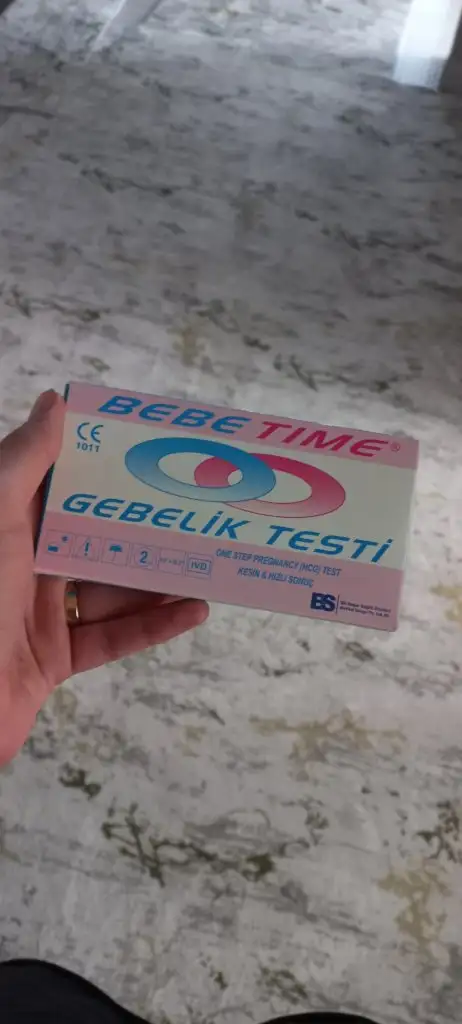 BEBE TIME®
CE
1011
GEBELİK TESTİ
2
IVD
ONE STEP PREGNANCY (HCG) TEST
KESİN & HIZLI SONUÇ
BS